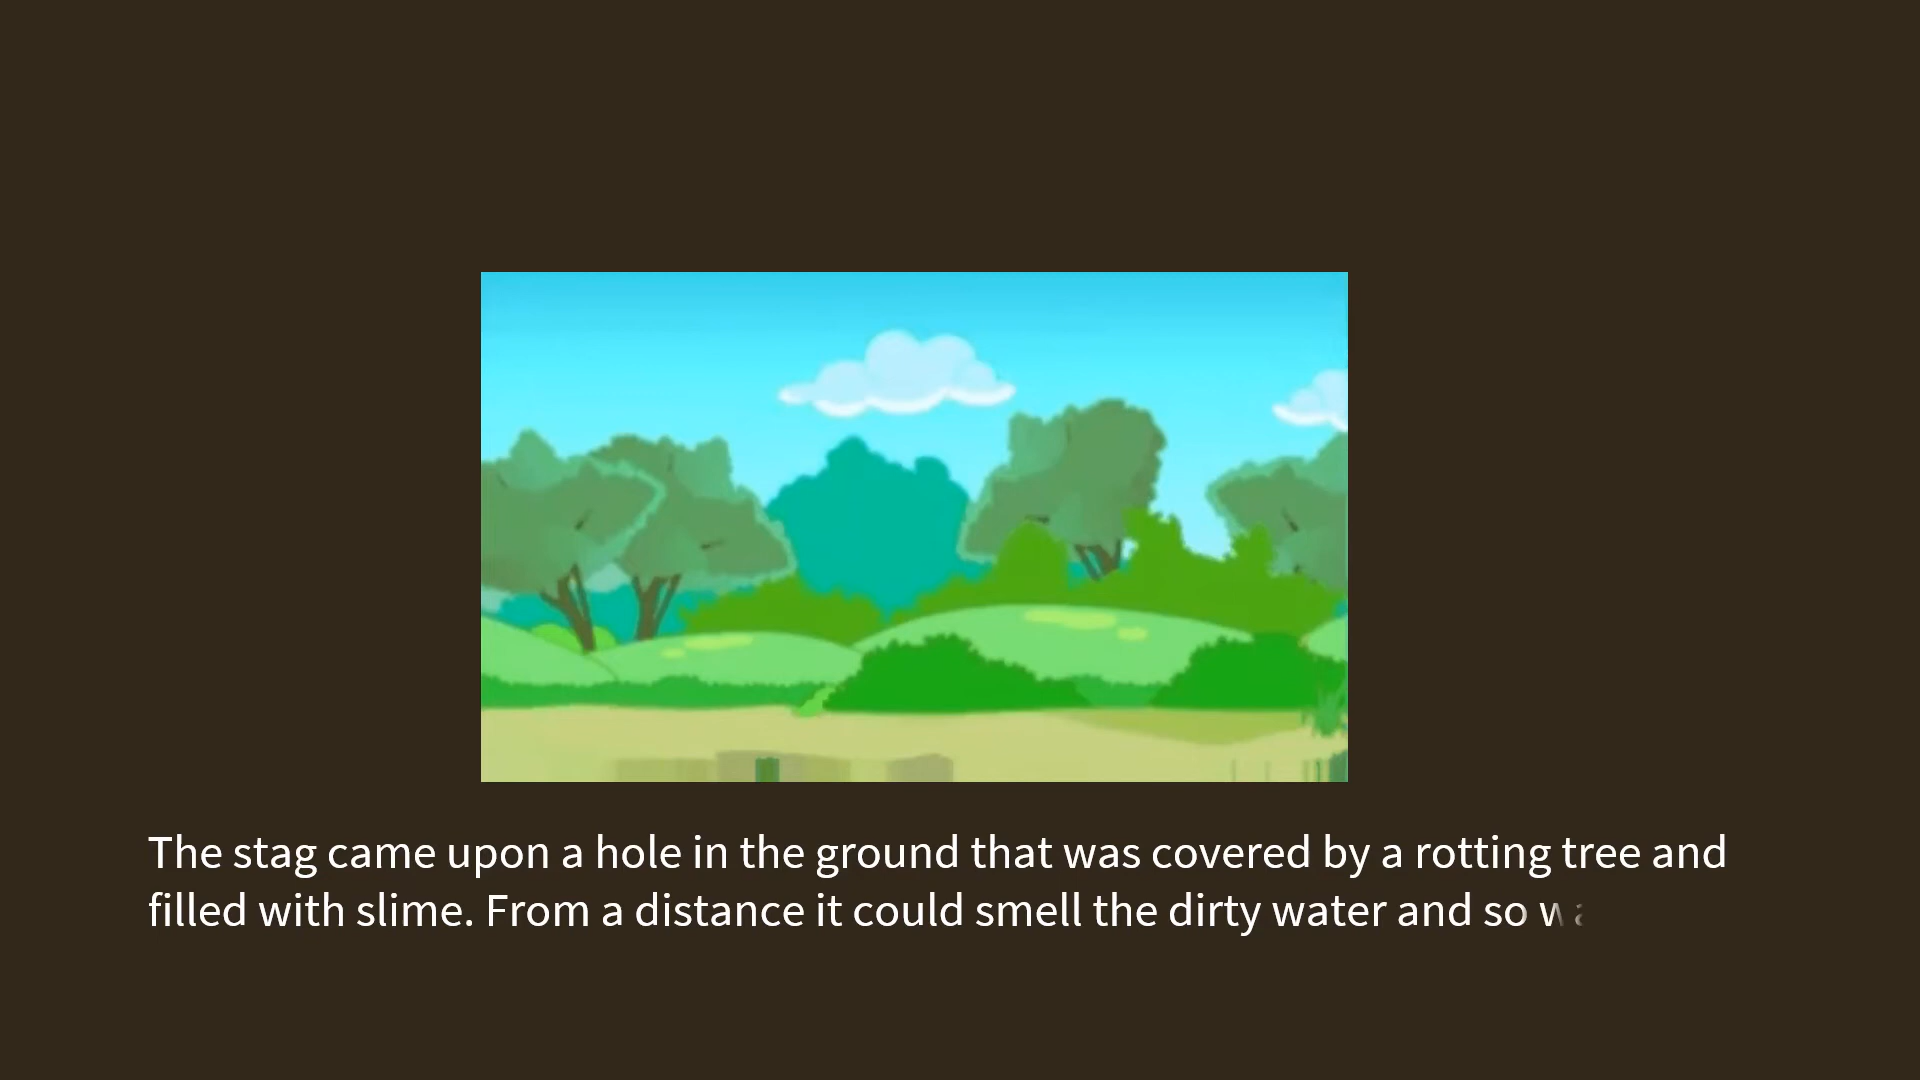 The stag came upon a hole in the ground that was covered by a rotting tree and
filled with slime. From a distance it could smell the dirty water and so